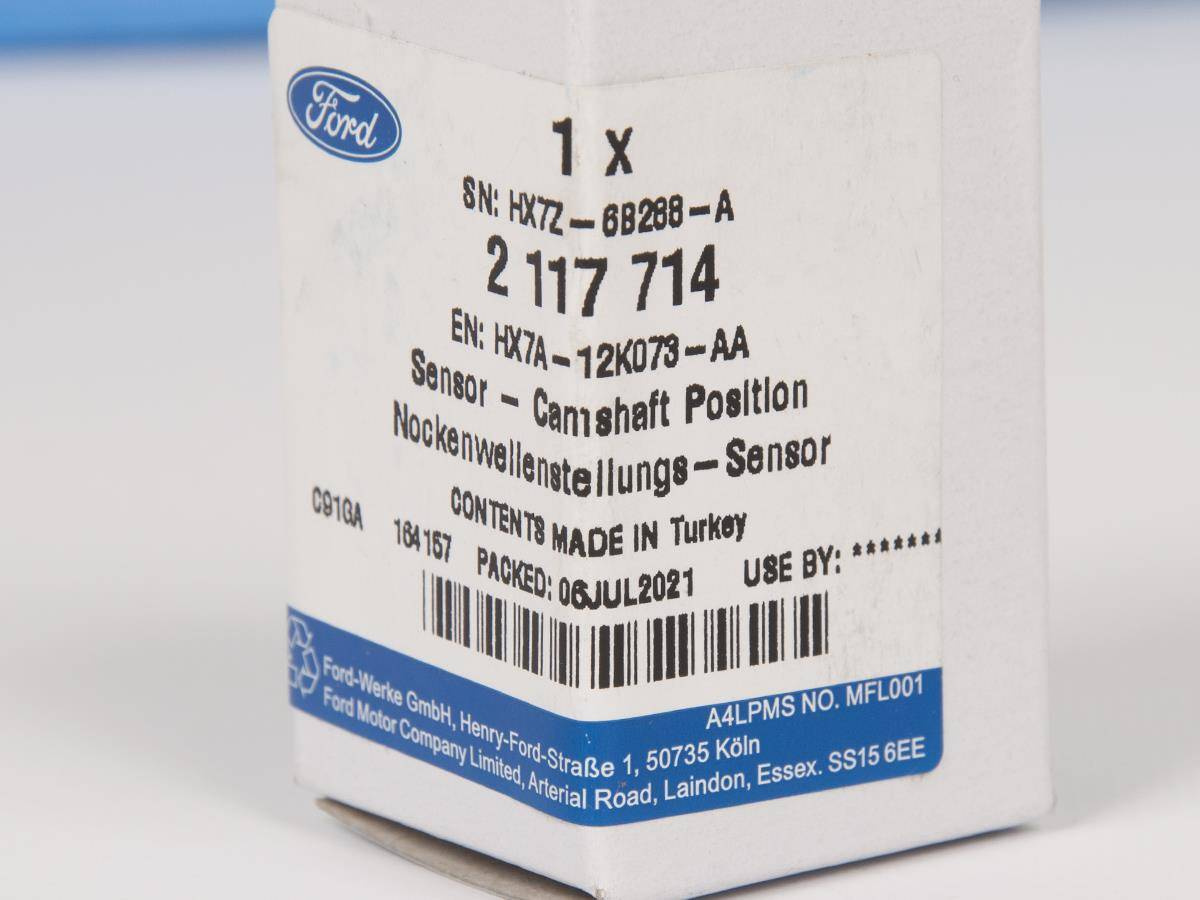 Ford
1 x
SN: HX7Z-6B288-A
2 117 714
EN: HX7A-12K073-AA
Sensor - Camshaft Position
Nockenwellenstellungs-Sensor
CONTENTS MADE IN Turkey
C91GA 164157 PACKED: 06JUL2021 USE BY: *******
A4LPMS NO. MFL001
Ford-Werke GmbH, Henry-Ford-Straße 1, 50735 Köln
Ford Motor Company Limited, Arterial Road, Laindon, Essex. SS15 6EE